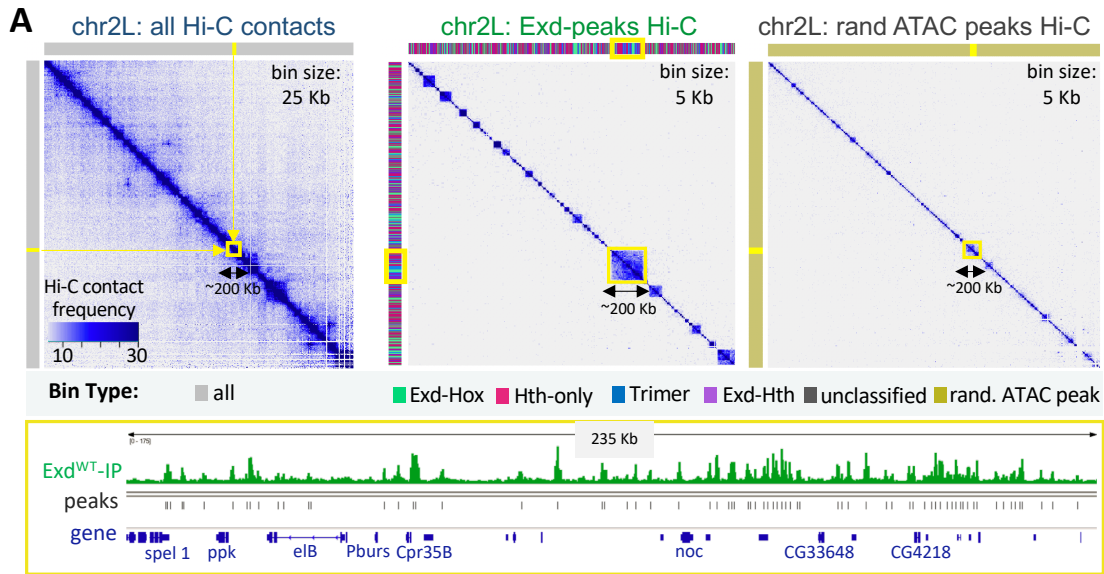 A
chr2L: all Hi-C contacts
chr2L: Exd-peaks Hi-C
chr2L: rand ATAC peaks Hi-C
bin size:
25 Kb
bin size:
5 Kb
bin size:
5 Kb
~200 Kb
~200 Kb
~200 Kb
Hi-C contact
frequency
10 30
Bin Type: all Exd-Hox Hth-only Trimer Exd-Hth unclassified rand. ATAC peak
235 Kb
[0 - 175]
Exd^WT-IP
peaks
gene
spel 1 ppk elB Pburs Cpr35B noc CG33648 CG4218